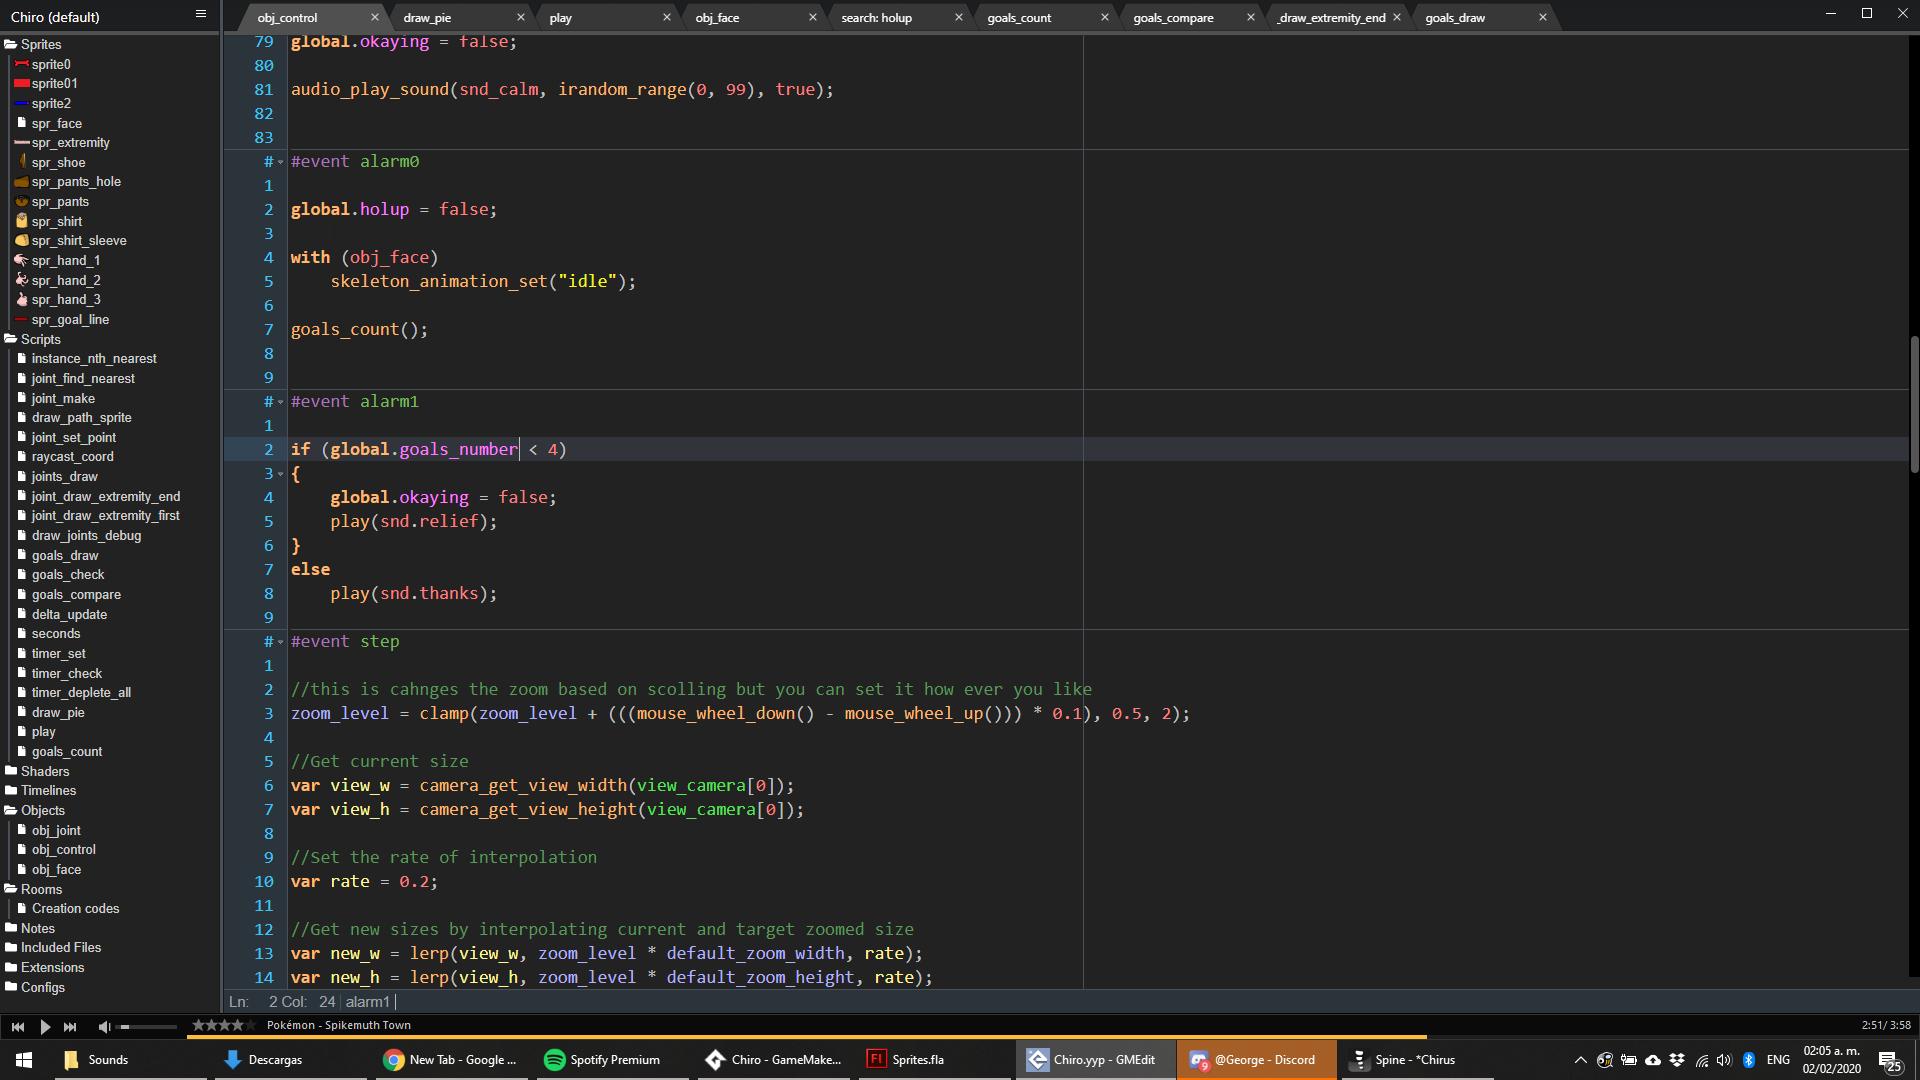 Chiro (default)
obj_control
draw_pie
play
obj_face
search: holup
goals_count
goals_compare
_draw_extremity_end
goals_draw
Sprites
sprite0
sprite01
sprite2
spr_face
spr_extremity
spr_shoe
spr_pants_hole
spr_pants
spr_shirt
spr_shirt_sleeve
spr_hand_1
spr_hand_2
spr_hand_3
spr_goal_line
Scripts
instance_nth_nearest
joint_find_nearest
joint_make
draw_path_sprite
joint_set_point
raycast_coord
joints_draw
joint_draw_extremity_end
joint_draw_extremity_first
draw_joints_debug
goals_draw
goals_check
goals_compare
delta_update
seconds
timer_set
timer_check
timer_deplete_all
draw_pie
play
goals_count
Shaders
Timelines
Objects
obj_joint
obj_control
obj_face
Rooms
Creation codes
Notes
Included Files
Extensions
Configs
79 global.okaying = false;
80
81 audio_play_sound(snd_calm, irandom_range(0, 99), true);
82
83
# #event alarm0
1
2 global.holup = false;
3
4 with (obj_face)
5 skeleton_animation_set("idle");
6
7 goals_count();
8
9
# #event alarm1
1
2 if (global.goals_number < 4)
3 {
4 global.okaying = false;
5 play(snd.relief);
6 }
7 else
8 play(snd.thanks);
9
# #event step
1
2 //this is cahnges the zoom based on scolling but you can set it how ever you like
3 zoom_level = clamp(zoom_level + (((mouse_wheel_down() - mouse_wheel_up())) * 0.1), 0.5, 2);
4
5 //Get current size
6 var view_w = camera_get_view_width(view_camera[0]);
7 var view_h = camera_get_view_height(view_camera[0]);
8
9 //Set the rate of interpolation
10 var rate = 0.2;
11
12 //Get new sizes by interpolating current and target zoomed size
13 var new_w = lerp(view_w, zoom_level * default_zoom_width, rate);
14 var new_h = lerp(view_h, zoom_level * default_zoom_height, rate);
Ln: 2 Col: 24 alarm1
Pokémon - Spikemuth Town
2:51/ 3:58
Sounds
Descargas
New Tab - Google ...
Spotify Premium
Chiro - GameMake...
Fl Sprites.fla
Chiro.yyp - GMEdit
9 @George - Discord
Spine - *Chirus
ENG
02:05 a. m.
02/02/2020
25